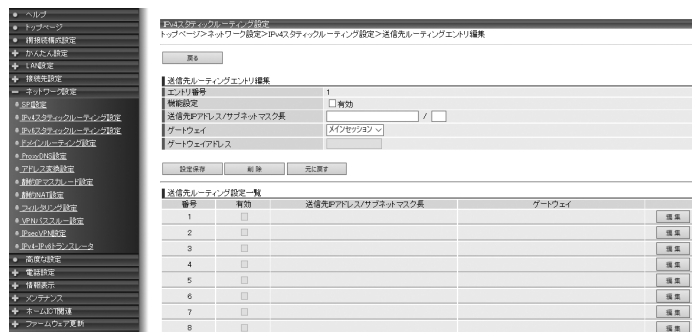 ヘルプ
トップページ
網接続構成設定
かんたん設定
LAN設定
接続先設定
ネットワーク設定
SPI設定
IPv4スタティックルーティング設定
IPv6スタティックルーティング設定
ドメインルーティング設定
ProxyDNS設定
アドレス変換設定
静的IPマスカレード設定
静的NAT設定
フィルタリング設定
VPNパススルー設定
IPsecVPN設定
IPv4-IPv6トランスレータ
高度な設定
電話設定
情報表示
メンテナンス
ホームICT関連
ファームウェア更新
IPv4スタティックルーティング設定
トップページ>ネットワーク設定>IPv4スタティックルーティング設定>送信先ルーティングエントリ編集
戻る
送信先ルーティングエントリ編集
エントリ番号 1
機能設定 有効
送信先IPアドレス/サブネットマスク長 /
ゲートウェイ メインセッション
ゲートウェイアドレス
設定保存 削除 元に戻す
送信先ルーティング設定一覧
番号 有効 送信先IPアドレス/サブネットマスク長 ゲートウェイ
1 編集
2 編集
3 編集
4 編集
5 編集
6 編集
7 編集
8 編集